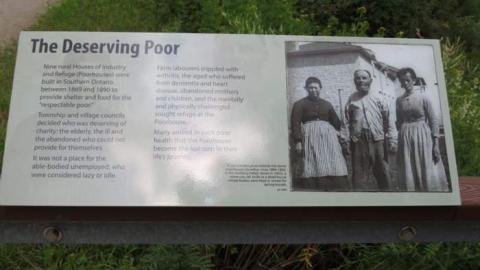 The Deserving Poor
Nine rural Houses of Industry
and Refuge (Poorhouses) were
built in Southern Ontario
between 1869 and 1890 to
provide shelter and food for the
"respectable poor."
Township and village councils
decided who was deserving of
charity: the elderly, the ill and
the abandoned who could not
provide for themselves.
It was not a place for the
able-bodied unemployed, who
were considered lazy or idle.
Farm labourers crippled with
arthritis, the aged who suffered
from dementia and heart
disease, abandoned mothers
and children, and the mentally
and physically challenged
sought refuge at the
Poorhouse.
Many arrived in such poor
health that the Poorhouse
became the last stop in their
life's journey.